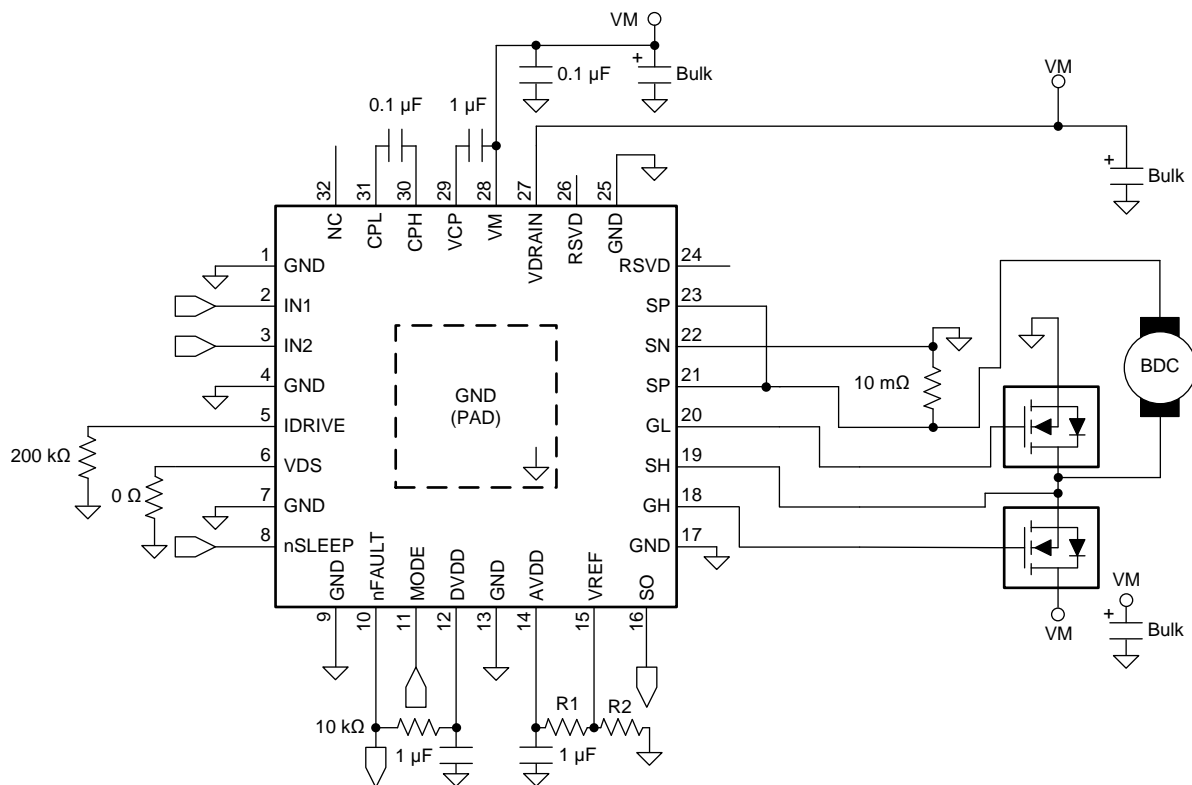 VM
0.1 µF
+
Bulk
VM
0.1 µF
1 µF
+
Bulk
32
31
30
29
28
27
26
25
NC
CPL
CPH
VCP
VM
VDRAIN
RSVD
GND
1
GND
2
IN1
3
IN2
4
GND
5
IDRIVE
6
VDS
7
GND
8
nSLEEP
200 kΩ
0 Ω
GND
(PAD)
RSVD
24
SP
23
SN
22
SP
21
GL
20
SH
19
GH
18
GND
17
10 mΩ
BDC
GND
nFAULT
MODE
DVDD
GND
AVDD
VREF
SO
9
10
11
12
13
14
15
16
VM
VM
+
Bulk
10 kΩ
1 µF
R1
R2
1 µF